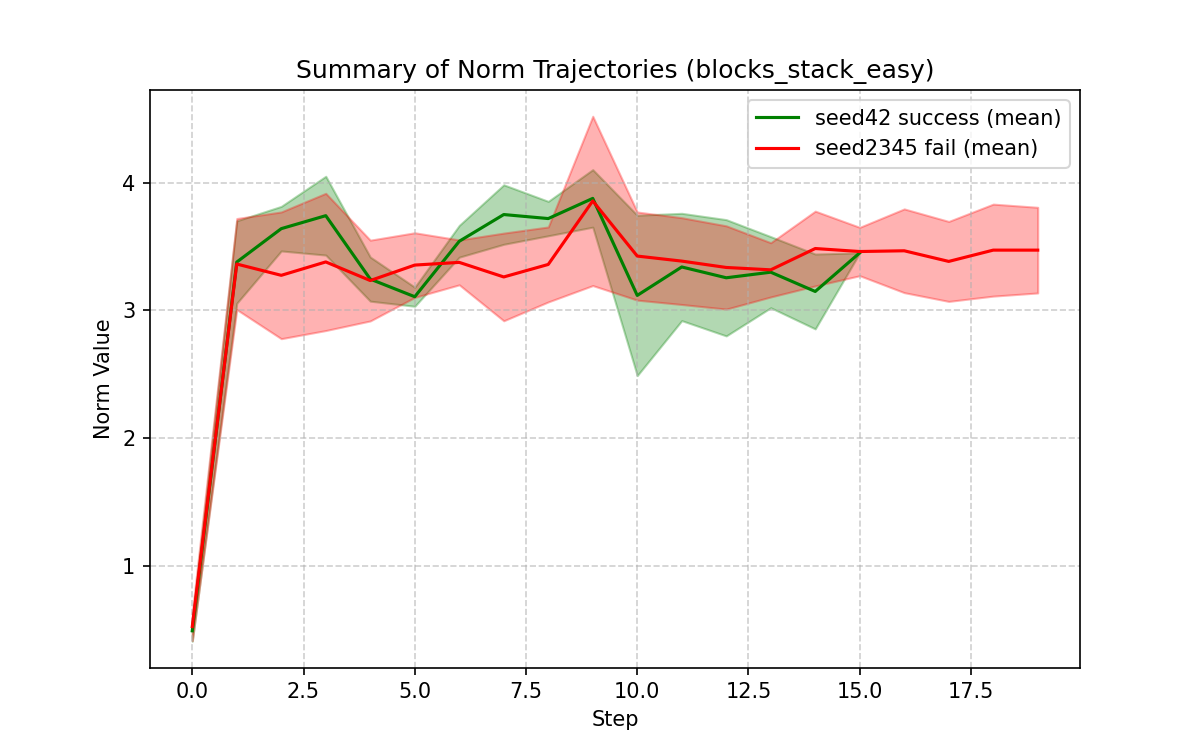 Summary of Norm Trajectories (blocks_stack_easy)
seed42 success (mean)
seed2345 fail (mean)
Norm Value
4
3
2
1
0.0 2.5 5.0 7.5 10.0 12.5 15.0 17.5
Step